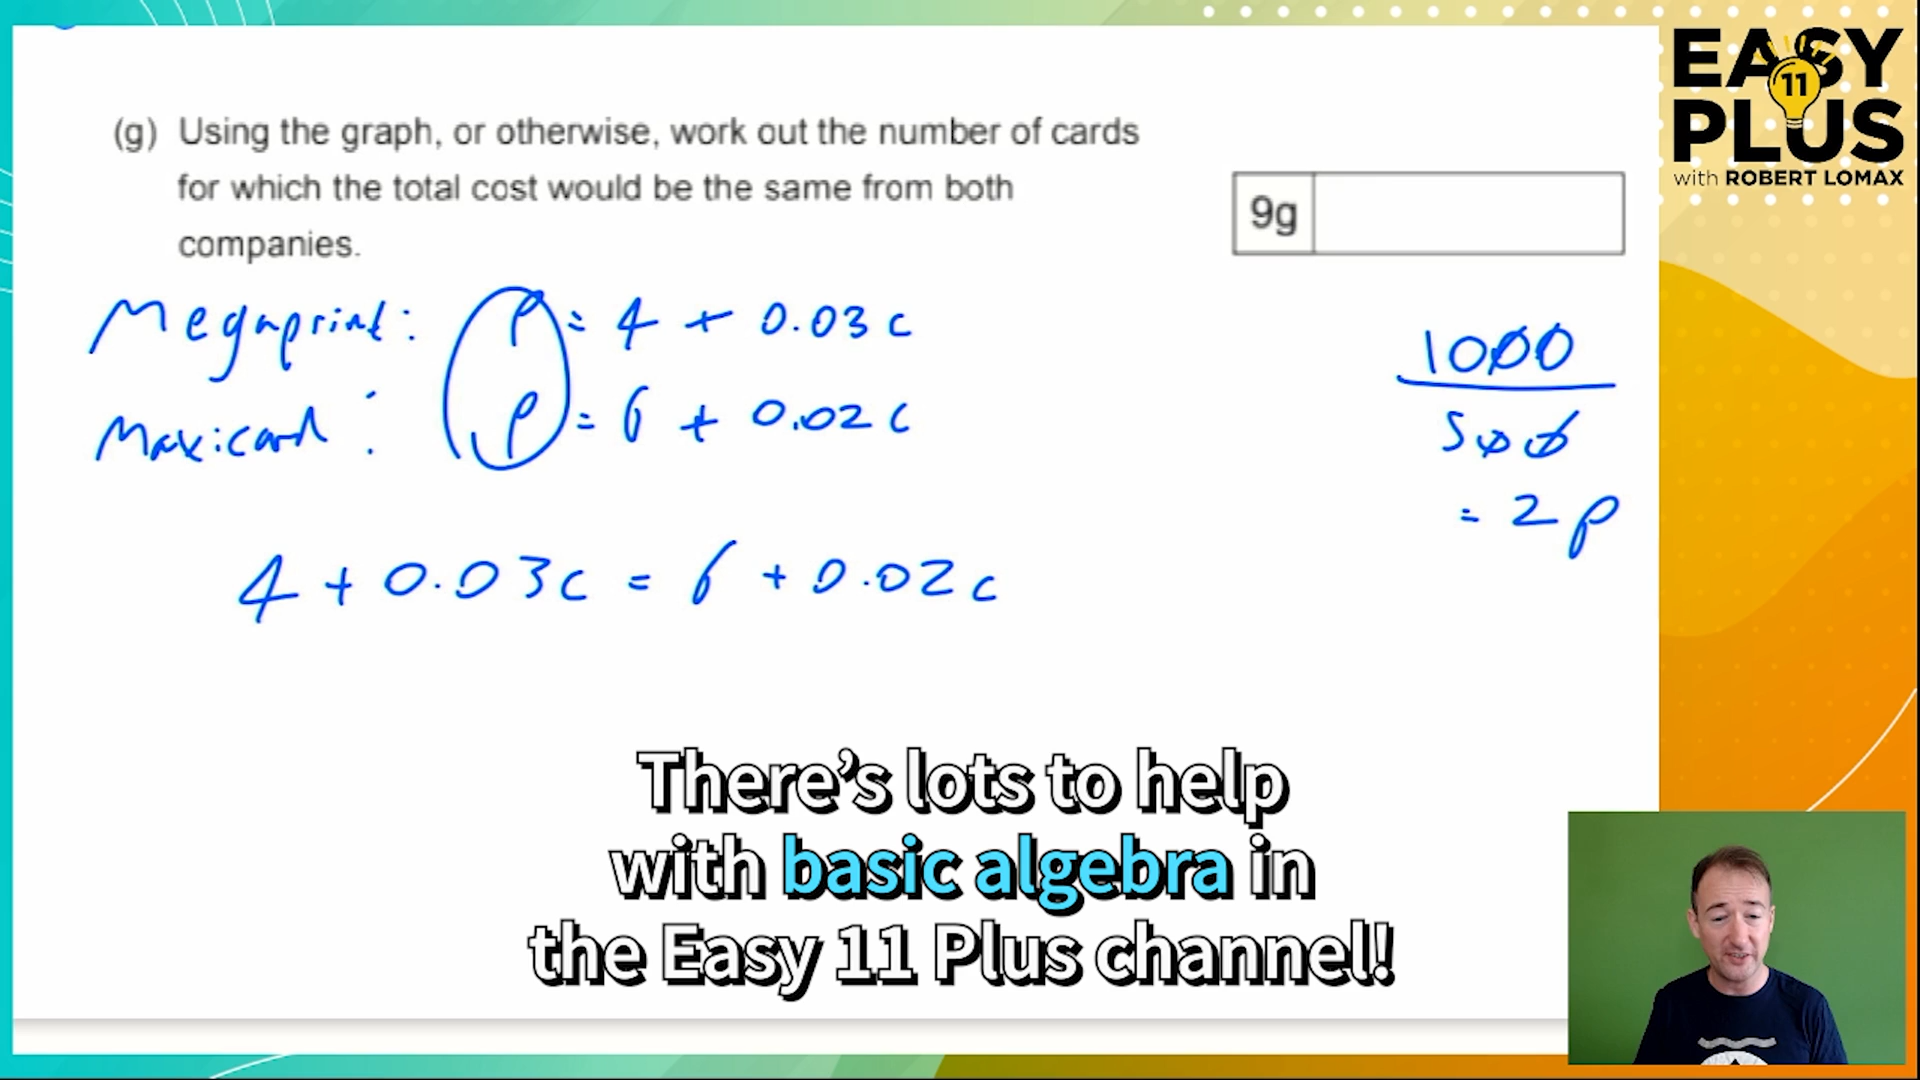 EASY
11
PLUS
with ROBERT LOMAX
(g) Using the graph, or otherwise, work out the number of cards
for which the total cost would be the same from both
companies.
9g
Megaprint: p = 4 + 0.03c
Maxicard: p = 6 + 0.02c
1000
500
= 2p
4 + 0.03c = 6 + 0.02c
There's lots to help
with basic algebra in
the Easy 11 Plus channel!